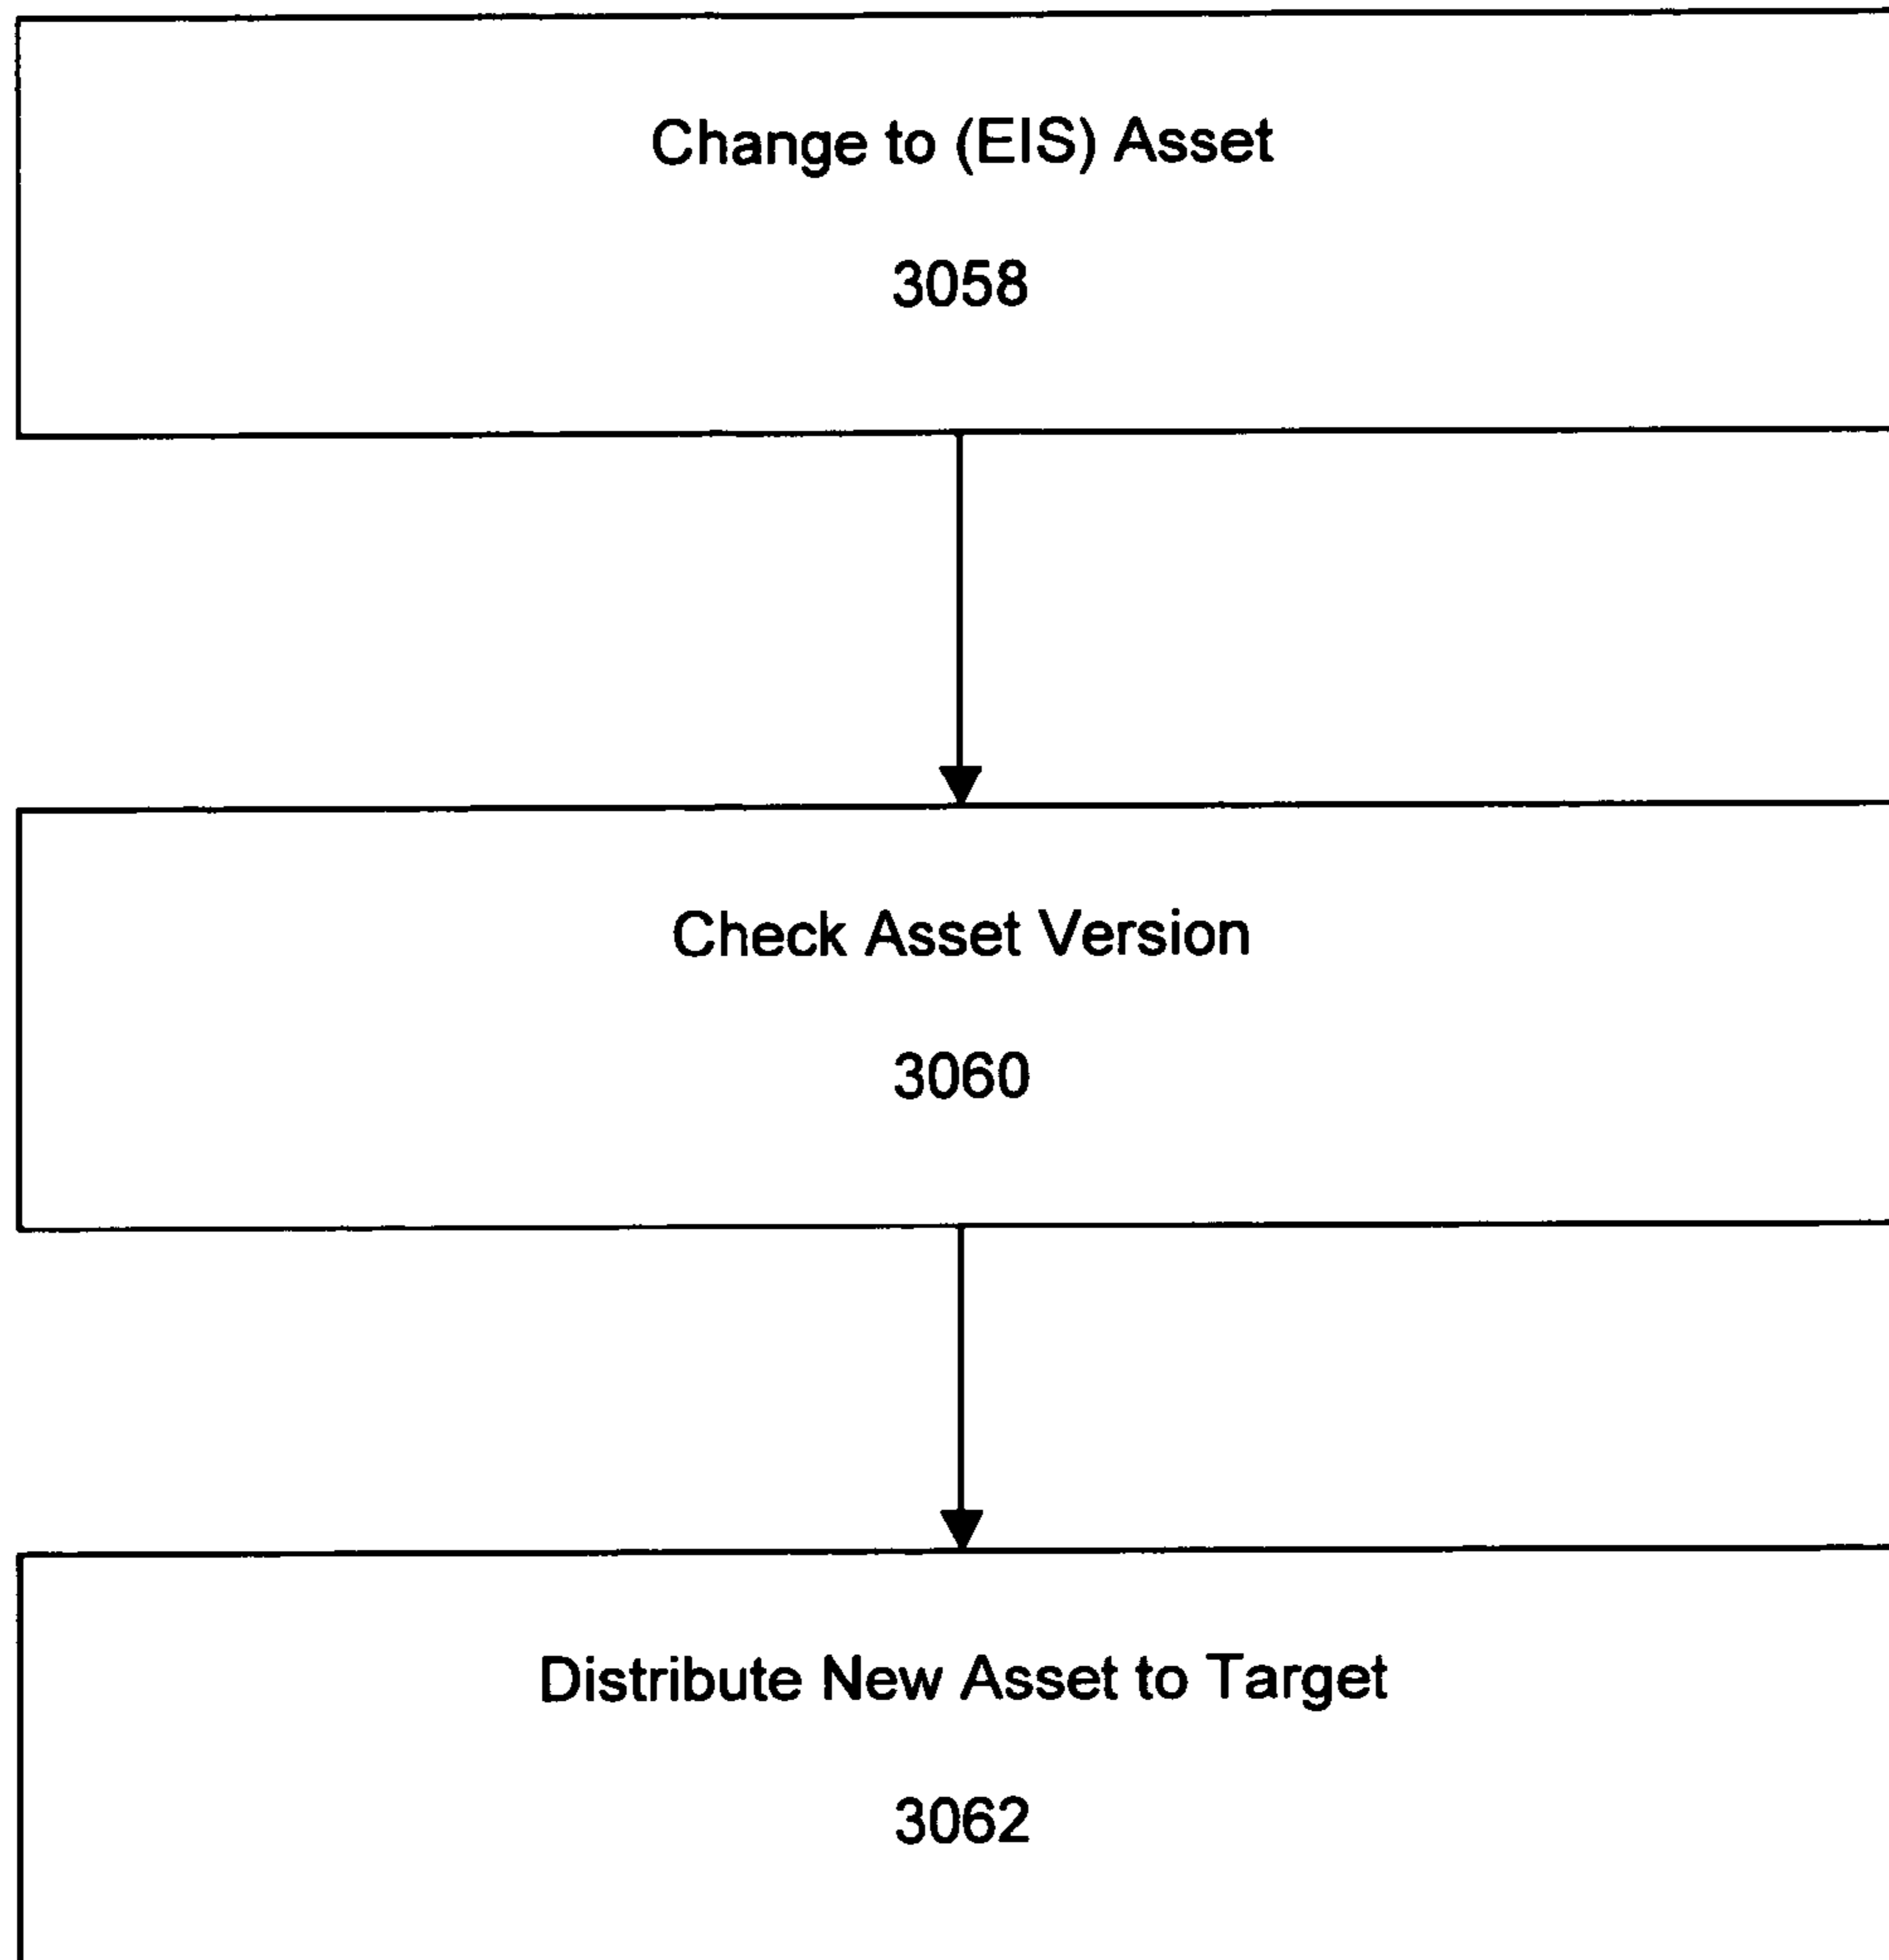 Change to (EIS) Asset
3058
Check Asset Version
3060
Distribute New Asset to Target
3062